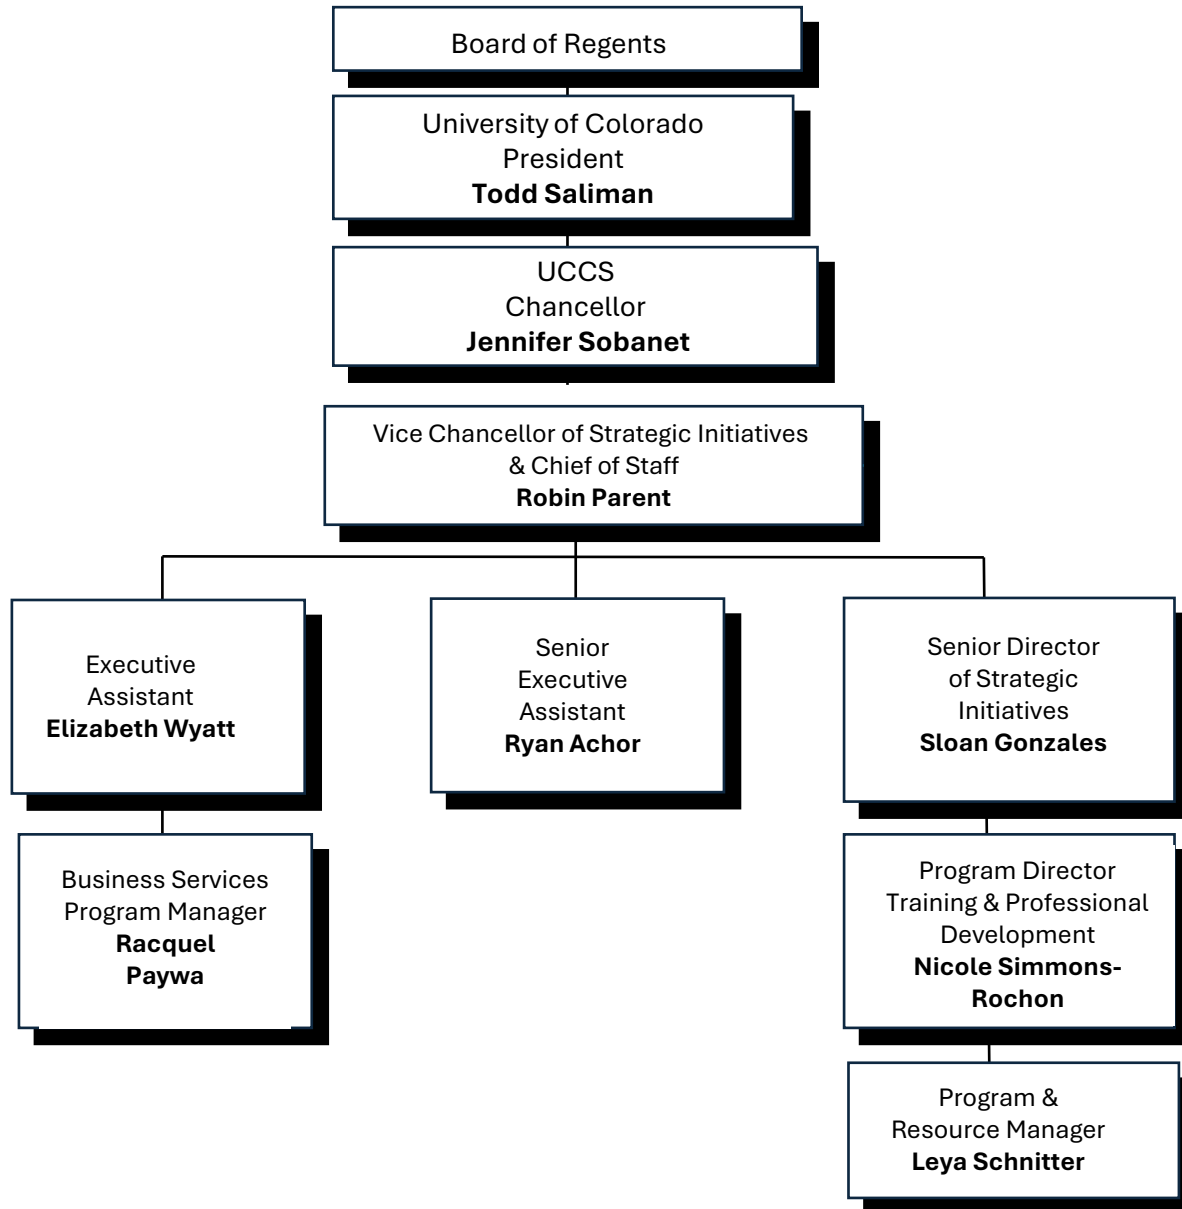 Board of Regents
University of Colorado
President
Todd Saliman
UCCS
Chancellor
Jennifer Sobanet
Vice Chancellor of Strategic Initiatives
& Chief of Staff
Robin Parent
Executive
Assistant
Elizabeth Wyatt
Senior
Executive
Assistant
Ryan Achor
Senior Director
of Strategic
Initiatives
Sloan Gonzales
Business Services
Program Manager
Racquel
Paywa
Program Director
Training & Professional
Development
Nicole Simmons-
Rochon
Program &
Resource Manager
Leya Schnitter